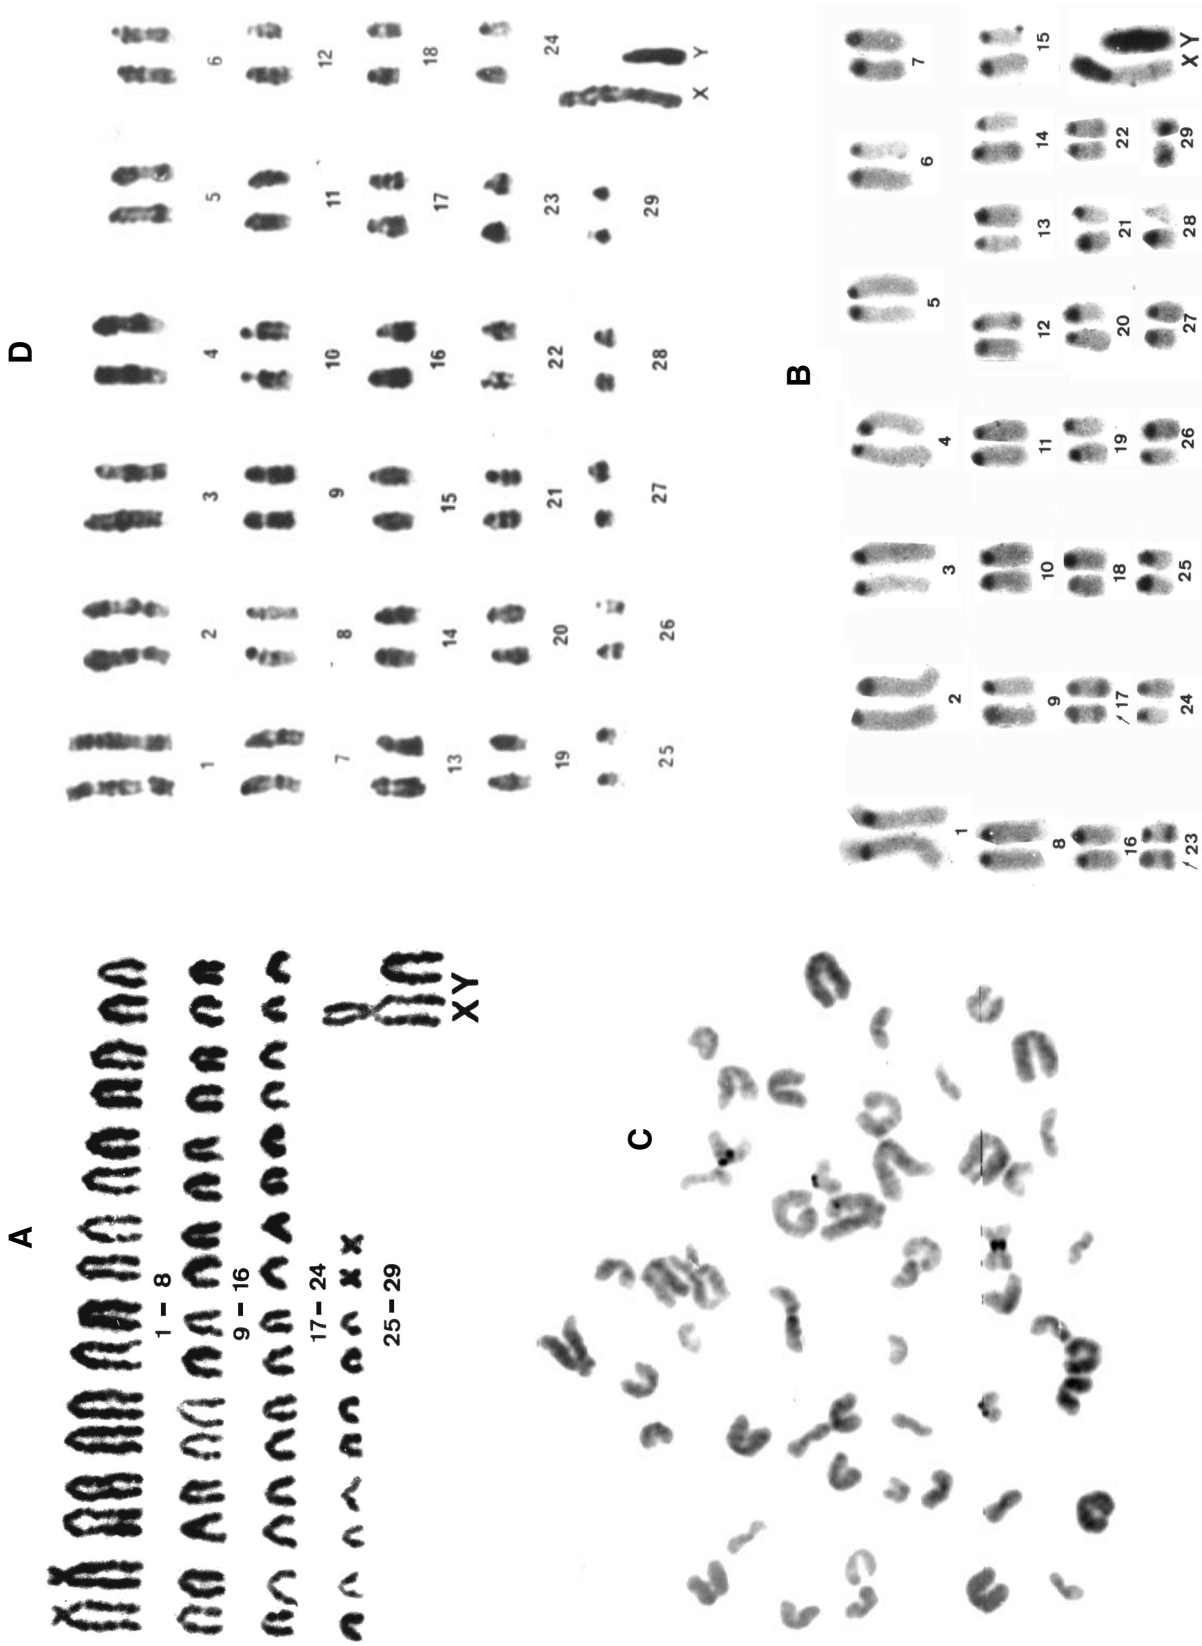 A
1 – 8
9 – 16
17 – 24
25 – 29
X Y
B
1 2 3 4 5 6 7
8 9 10 11 12 13 14 15
16 17 18 19 20 21 22 X Y
23 24 25 26 27 28 29
C
D
1 2 3 4 5 6
7 8 9 10 11 12
13 14 15 16 17 18
19 20 21 22 23 24
25 26 27 28 29 X Y